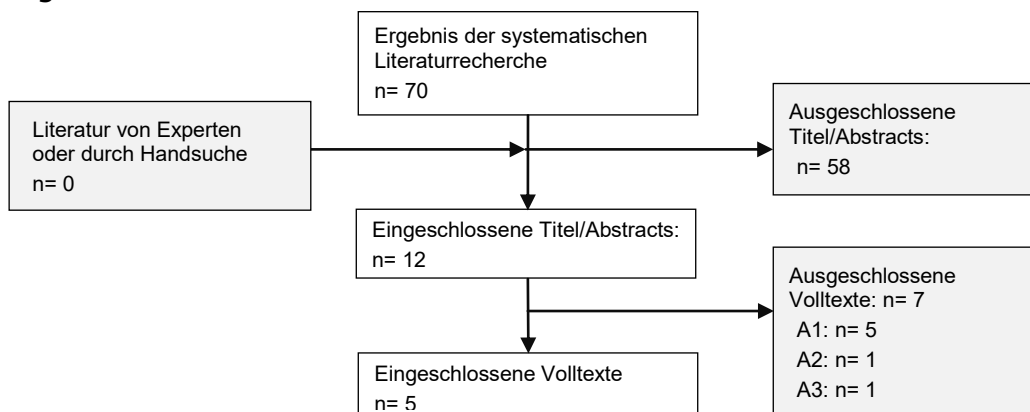 Ergebnis der systematischen
Literaturrecherche
n= 70
Literatur von Experten
oder durch Handsuche
n= 0
Ausgeschlossene
Titel/Abstracts:
n= 58
Eingeschlossene Titel/Abstracts:
n= 12
Ausgeschlossene
Volltexte: n= 7
A1: n= 5
A2: n= 1
A3: n= 1
Eingeschlossene Volltexte
n= 5